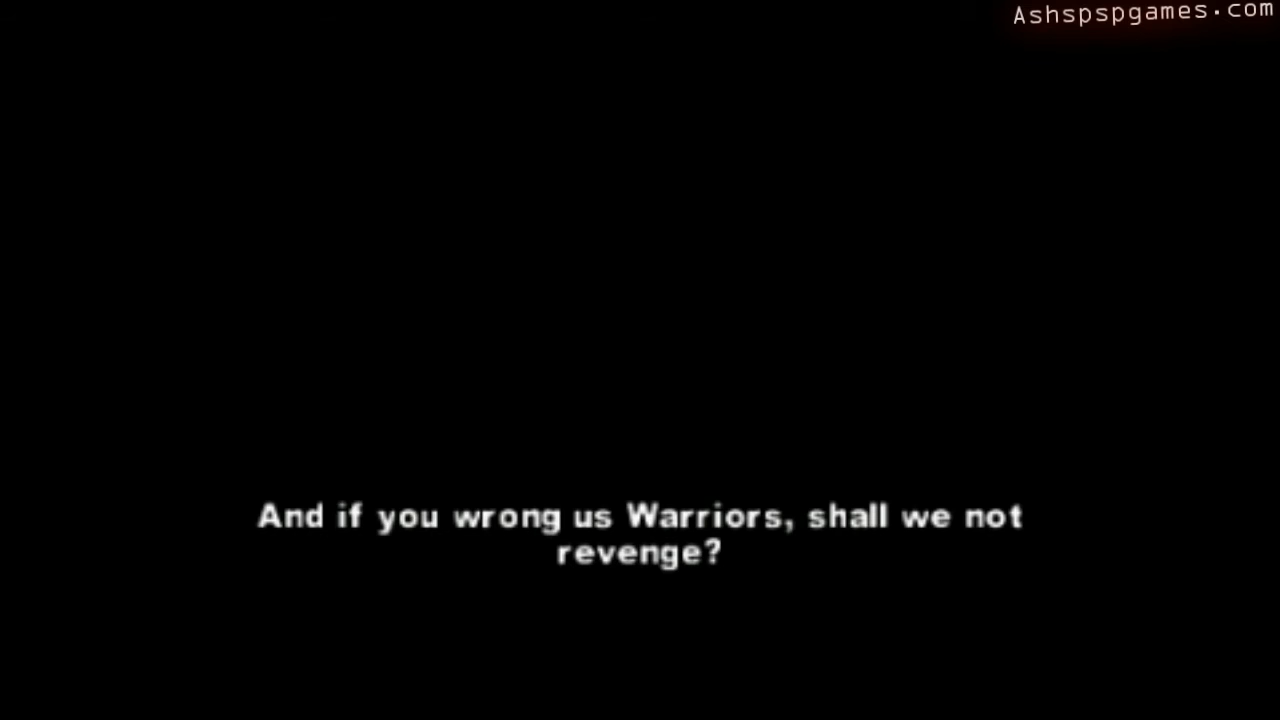 Ashspspgames.com
And if you wrong us Warriors, shall we not
revenge?